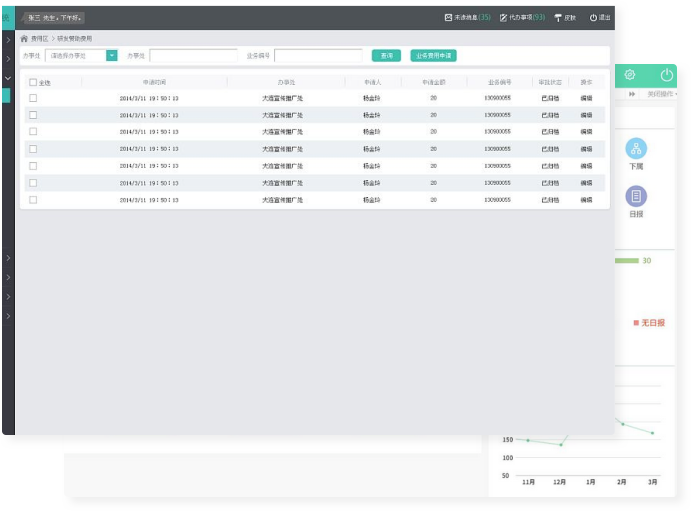 统 张三 先生，下午好。 未读信息(35) 代办事项(93) 皮肤 退出
费用区 > 研发赞助费用
办事处 请选择办事处 办事处 业务编号 查询 业务费用申请
全选 申请时间 办事处 申请人 申请金额 业务编号 审批状态 操作
2014/3/11 19:50:13 大连宣传推广处 杨金玲 20 130900055 已归档 编辑
2014/3/11 19:50:13 大连宣传推广处 杨金玲 20 130900055 已归档 编辑
2014/3/11 19:50:13 大连宣传推广处 杨金玲 20 130900055 已归档 编辑
2014/3/11 19:50:13 大连宣传推广处 杨金玲 20 130900055 已归档 编辑
2014/3/11 19:50:13 大连宣传推广处 杨金玲 20 130900055 已归档 编辑
2014/3/11 19:50:13 大连宣传推广处 杨金玲 20 130900055 已归档 编辑
2014/3/11 19:50:13 大连宣传推广处 杨金玲 20 130900055 已归档 编辑
关闭操作
下属
日报
30
无日报
150
100
50
11月 12月 1月 2月 3月